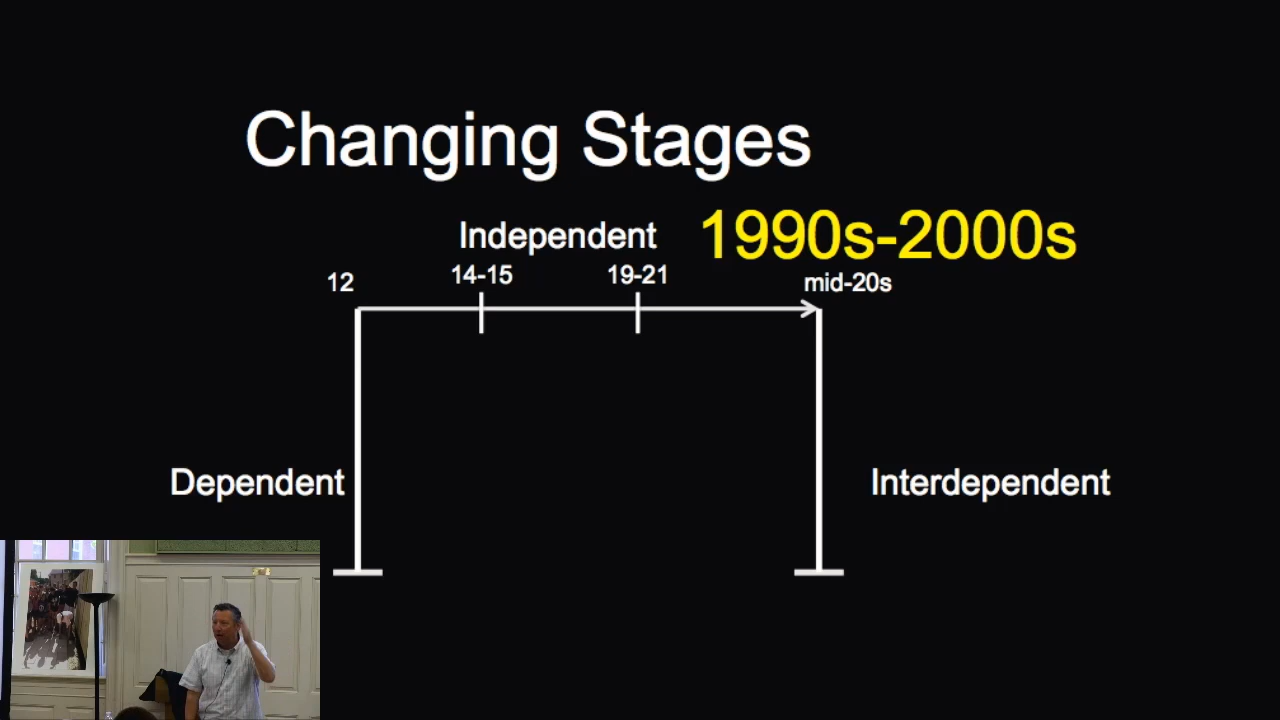 Changing Stages
Independent
1990s-2000s
12
14-15
19-21
mid-20s
Dependent
Interdependent